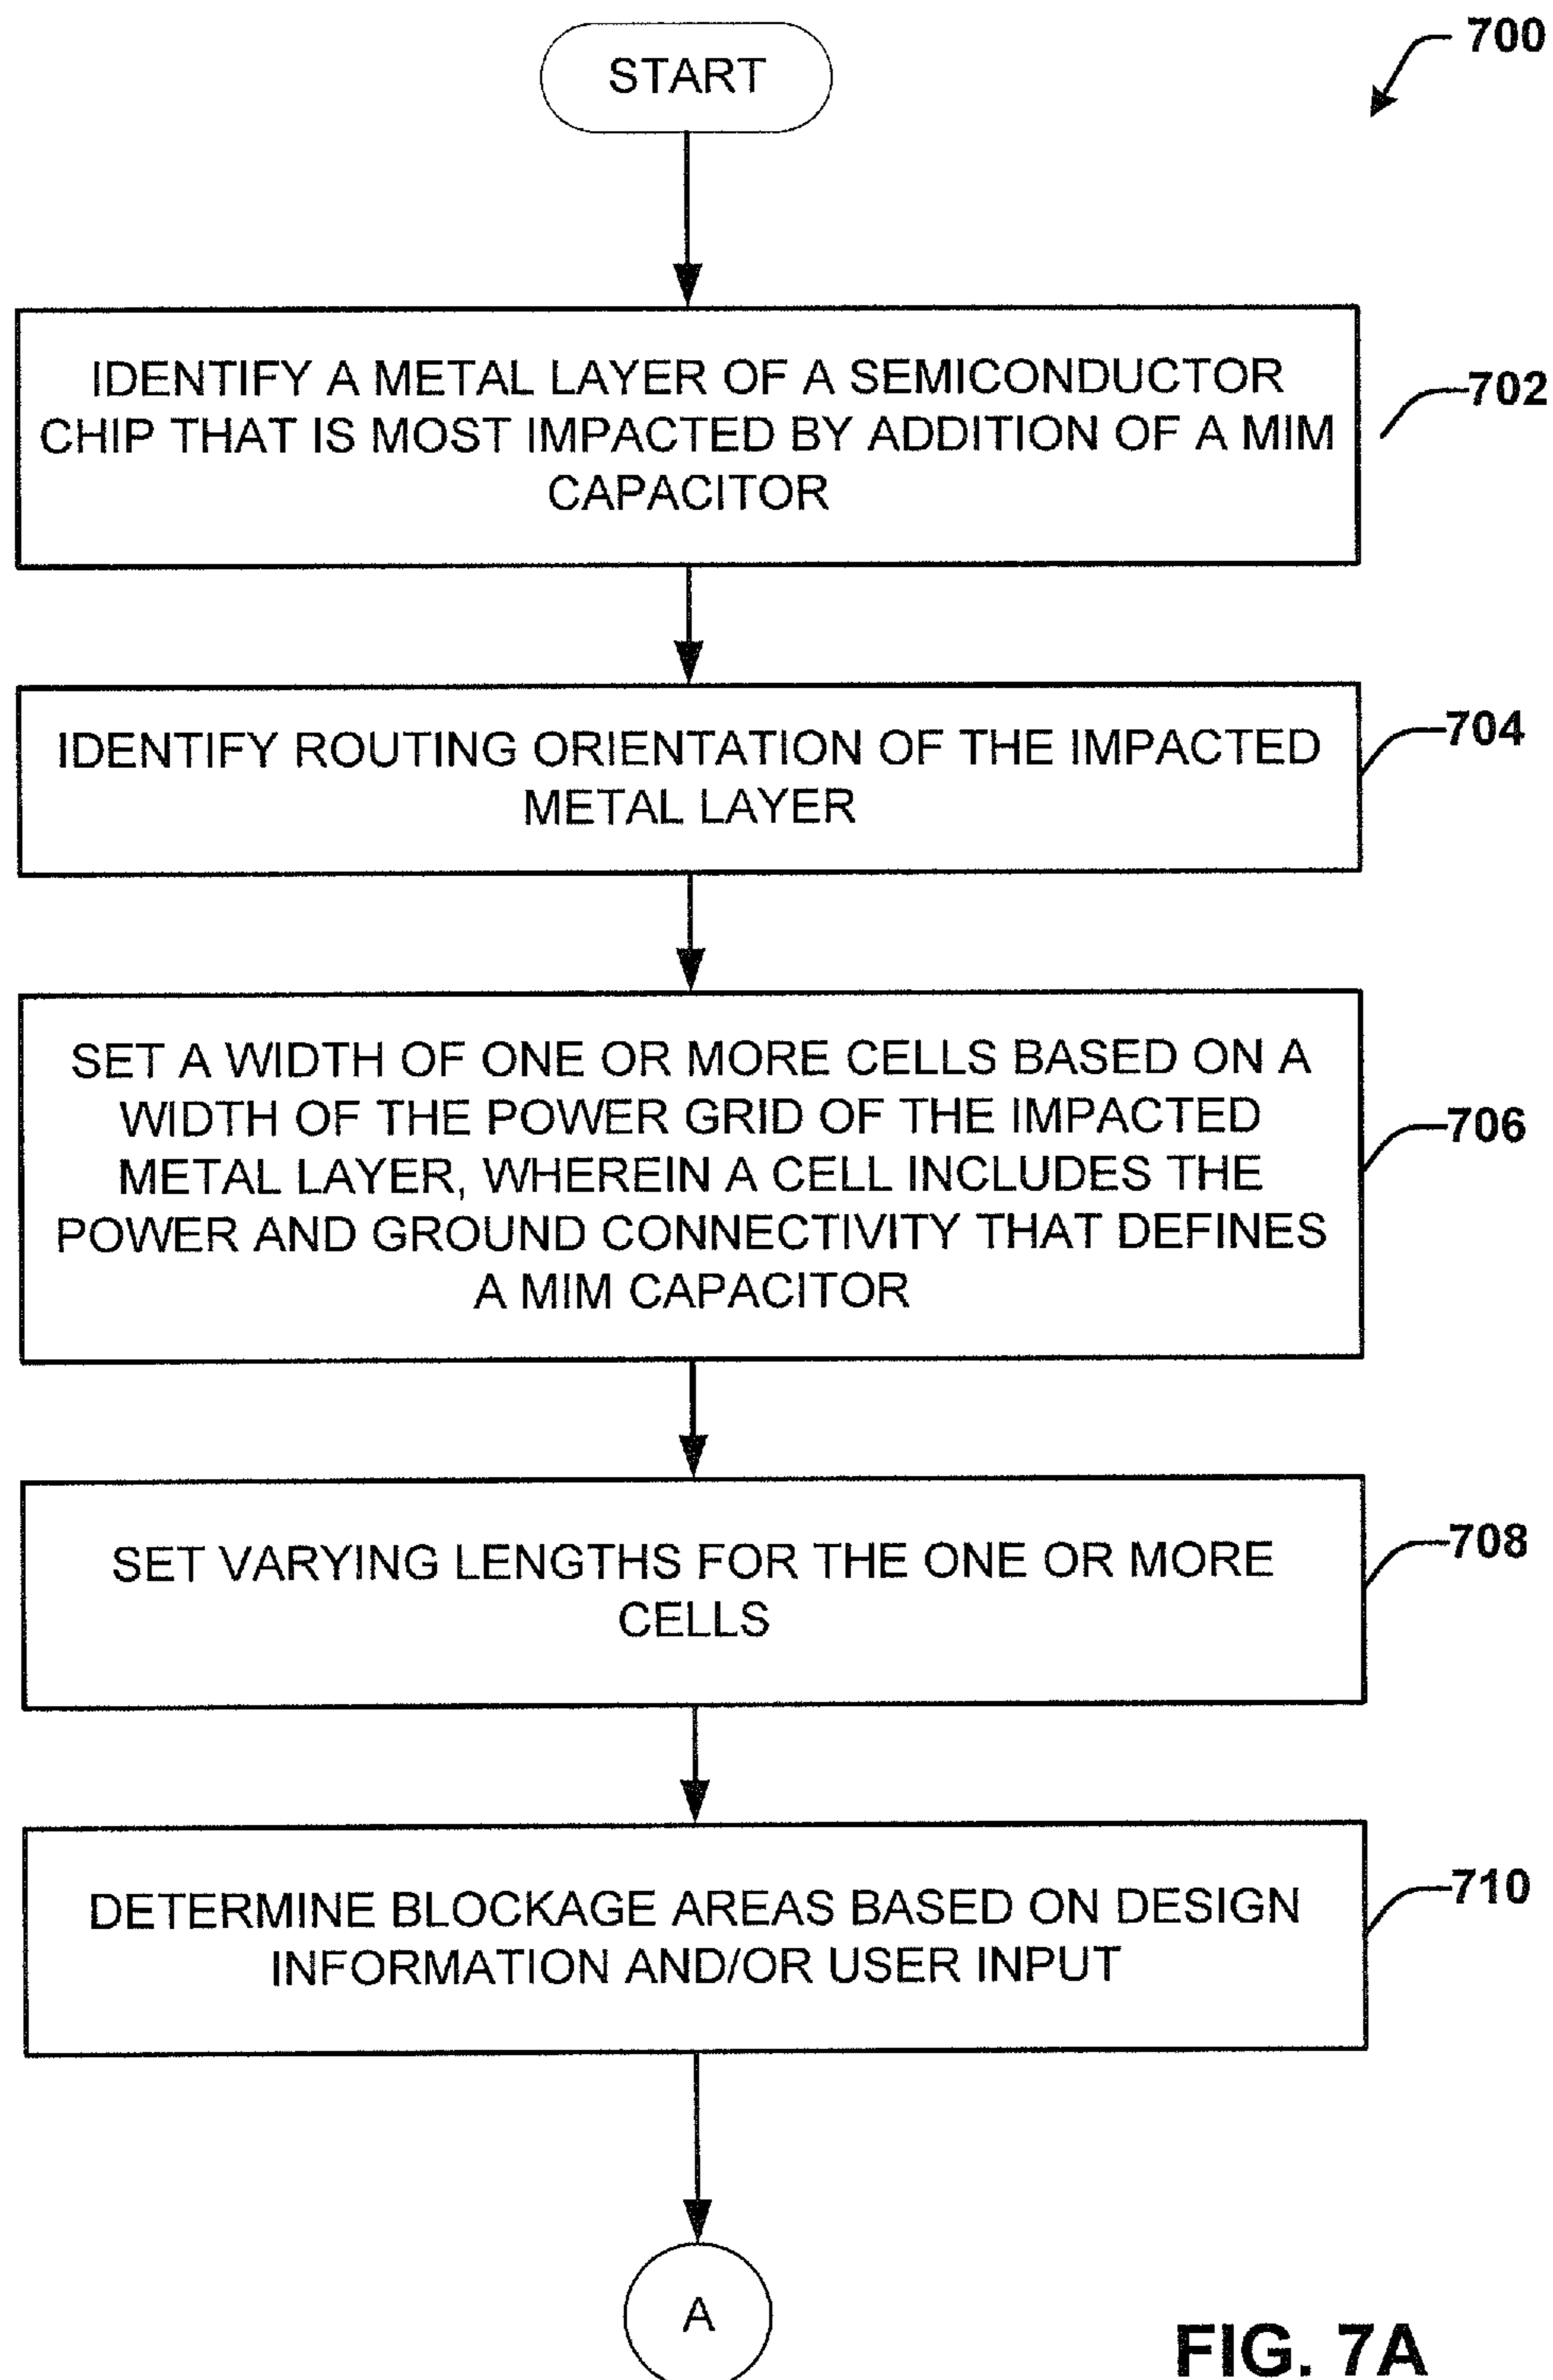 700
START
IDENTIFY A METAL LAYER OF A SEMICONDUCTOR
CHIP THAT IS MOST IMPACTED BY ADDITION OF A MIM
CAPACITOR
702
IDENTIFY ROUTING ORIENTATION OF THE IMPACTED
METAL LAYER
704
SET A WIDTH OF ONE OR MORE CELLS BASED ON A
WIDTH OF THE POWER GRID OF THE IMPACTED
METAL LAYER, WHEREIN A CELL INCLUDES THE
POWER AND GROUND CONNECTIVITY THAT DEFINES
A MIM CAPACITOR
706
SET VARYING LENGTHS FOR THE ONE OR MORE
CELLS
708
DETERMINE BLOCKAGE AREAS BASED ON DESIGN
INFORMATION AND/OR USER INPUT
710
A
FIG. 7A